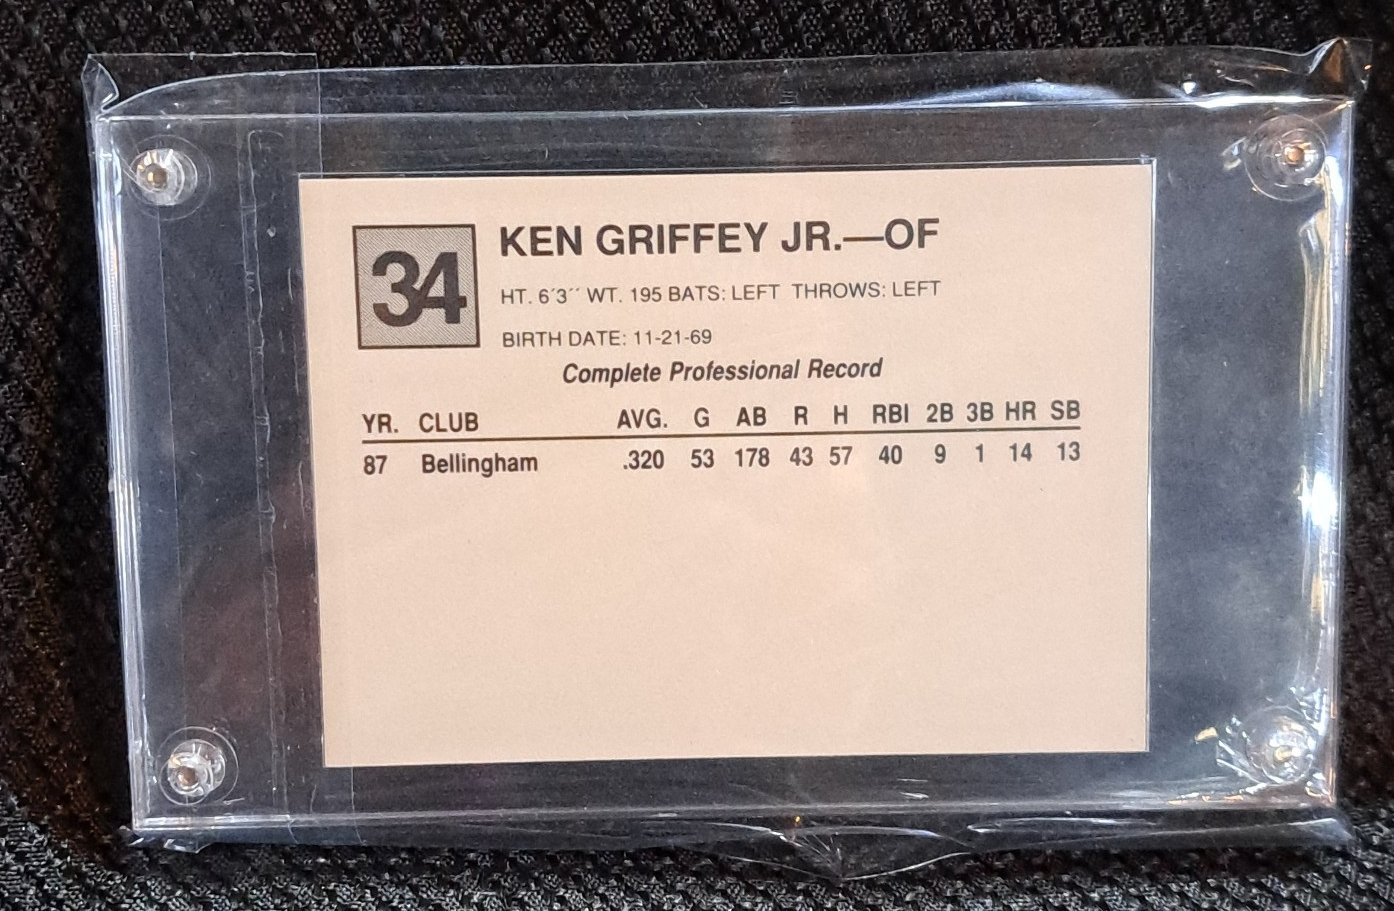 34
KEN GRIFFEY JR.—OF
HT. 6´3´´ WT. 195 BATS: LEFT THROWS: LEFT
BIRTH DATE: 11-21-69
Complete Professional Record
YR. CLUB AVG. G AB R H RBI 2B 3B HR SB
87 Bellingham .320 53 178 43 57 40 9 1 14 13